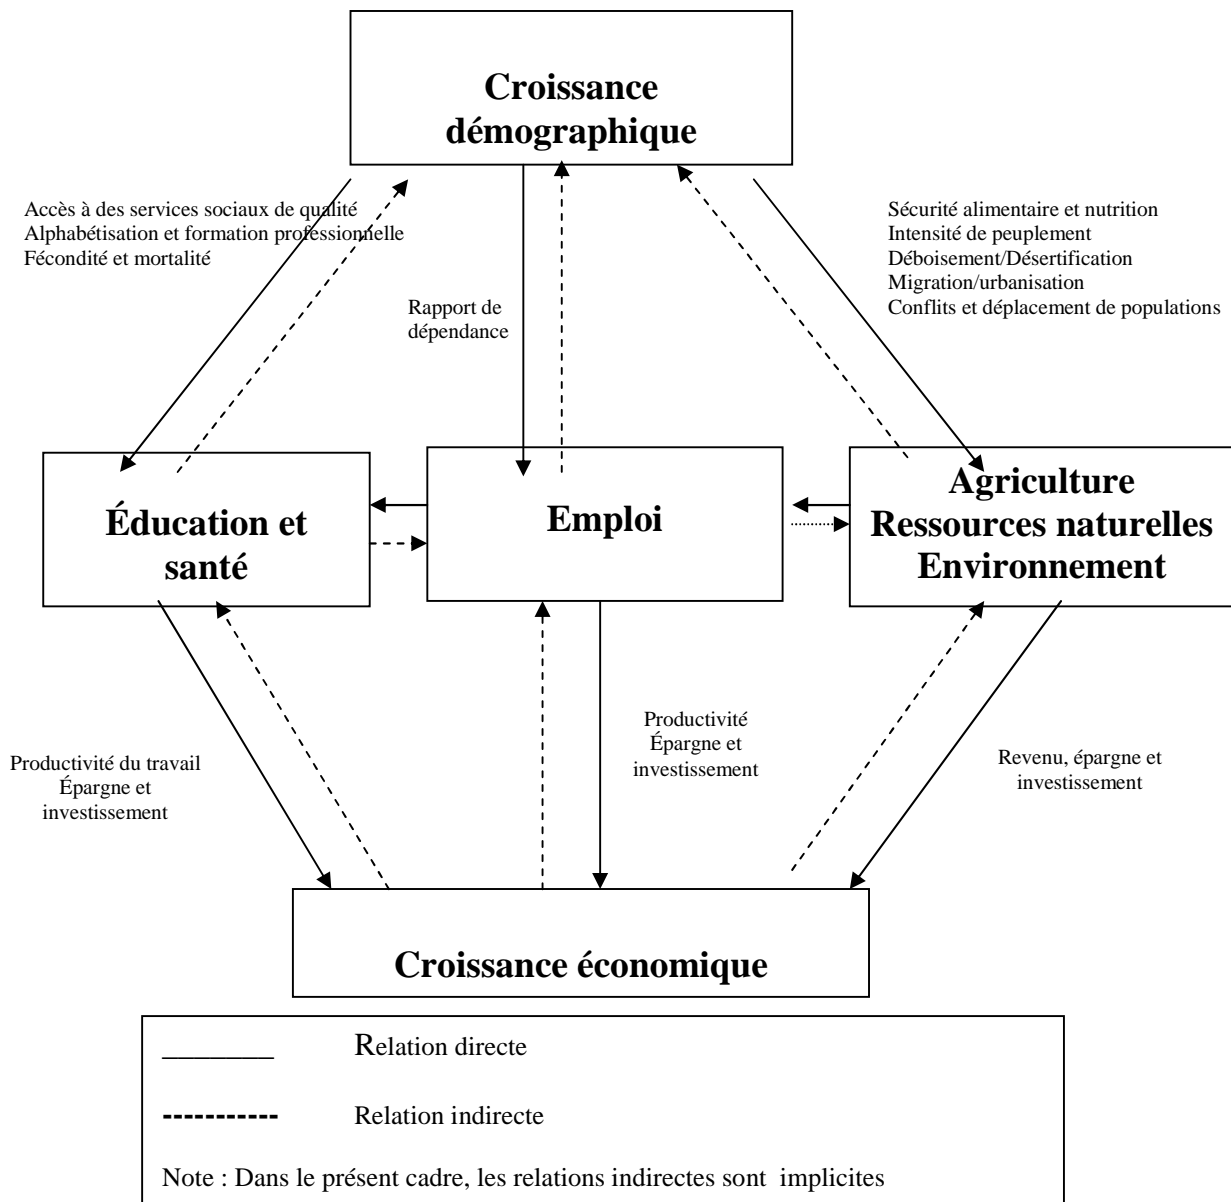 Croissance
démographique
Accès à des services sociaux de qualité
Alphabétisation et formation professionnelle
Fécondité et mortalité
Sécurité alimentaire et nutrition
Intensité de peuplement
Déboisement/Désertification
Migration/urbanisation
Conflits et déplacement de populations
Rapport de
dépendance
Éducation et
santé
Emploi
Agriculture
Ressources naturelles
Environnement
Productivité du travail
Épargne et
investissement
Productivité
Épargne et
investissement
Revenu, épargne et
investissement
Croissance économique
Relation directe
Relation indirecte
Note : Dans le présent cadre, les relations indirectes sont implicites